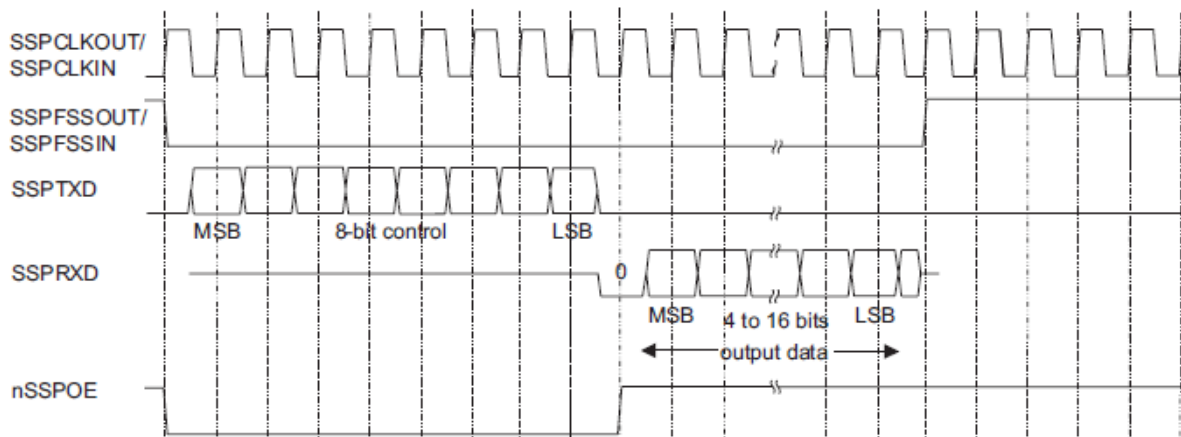 SSPCLKOUT/
SSPCLKIN
SSPFSSOUT/
SSPFSSIN
SSPTXD
MSB 8-bit control LSB
SSPRXD
0
MSB 4 to 16 bits LSB
output data
nSSPOE